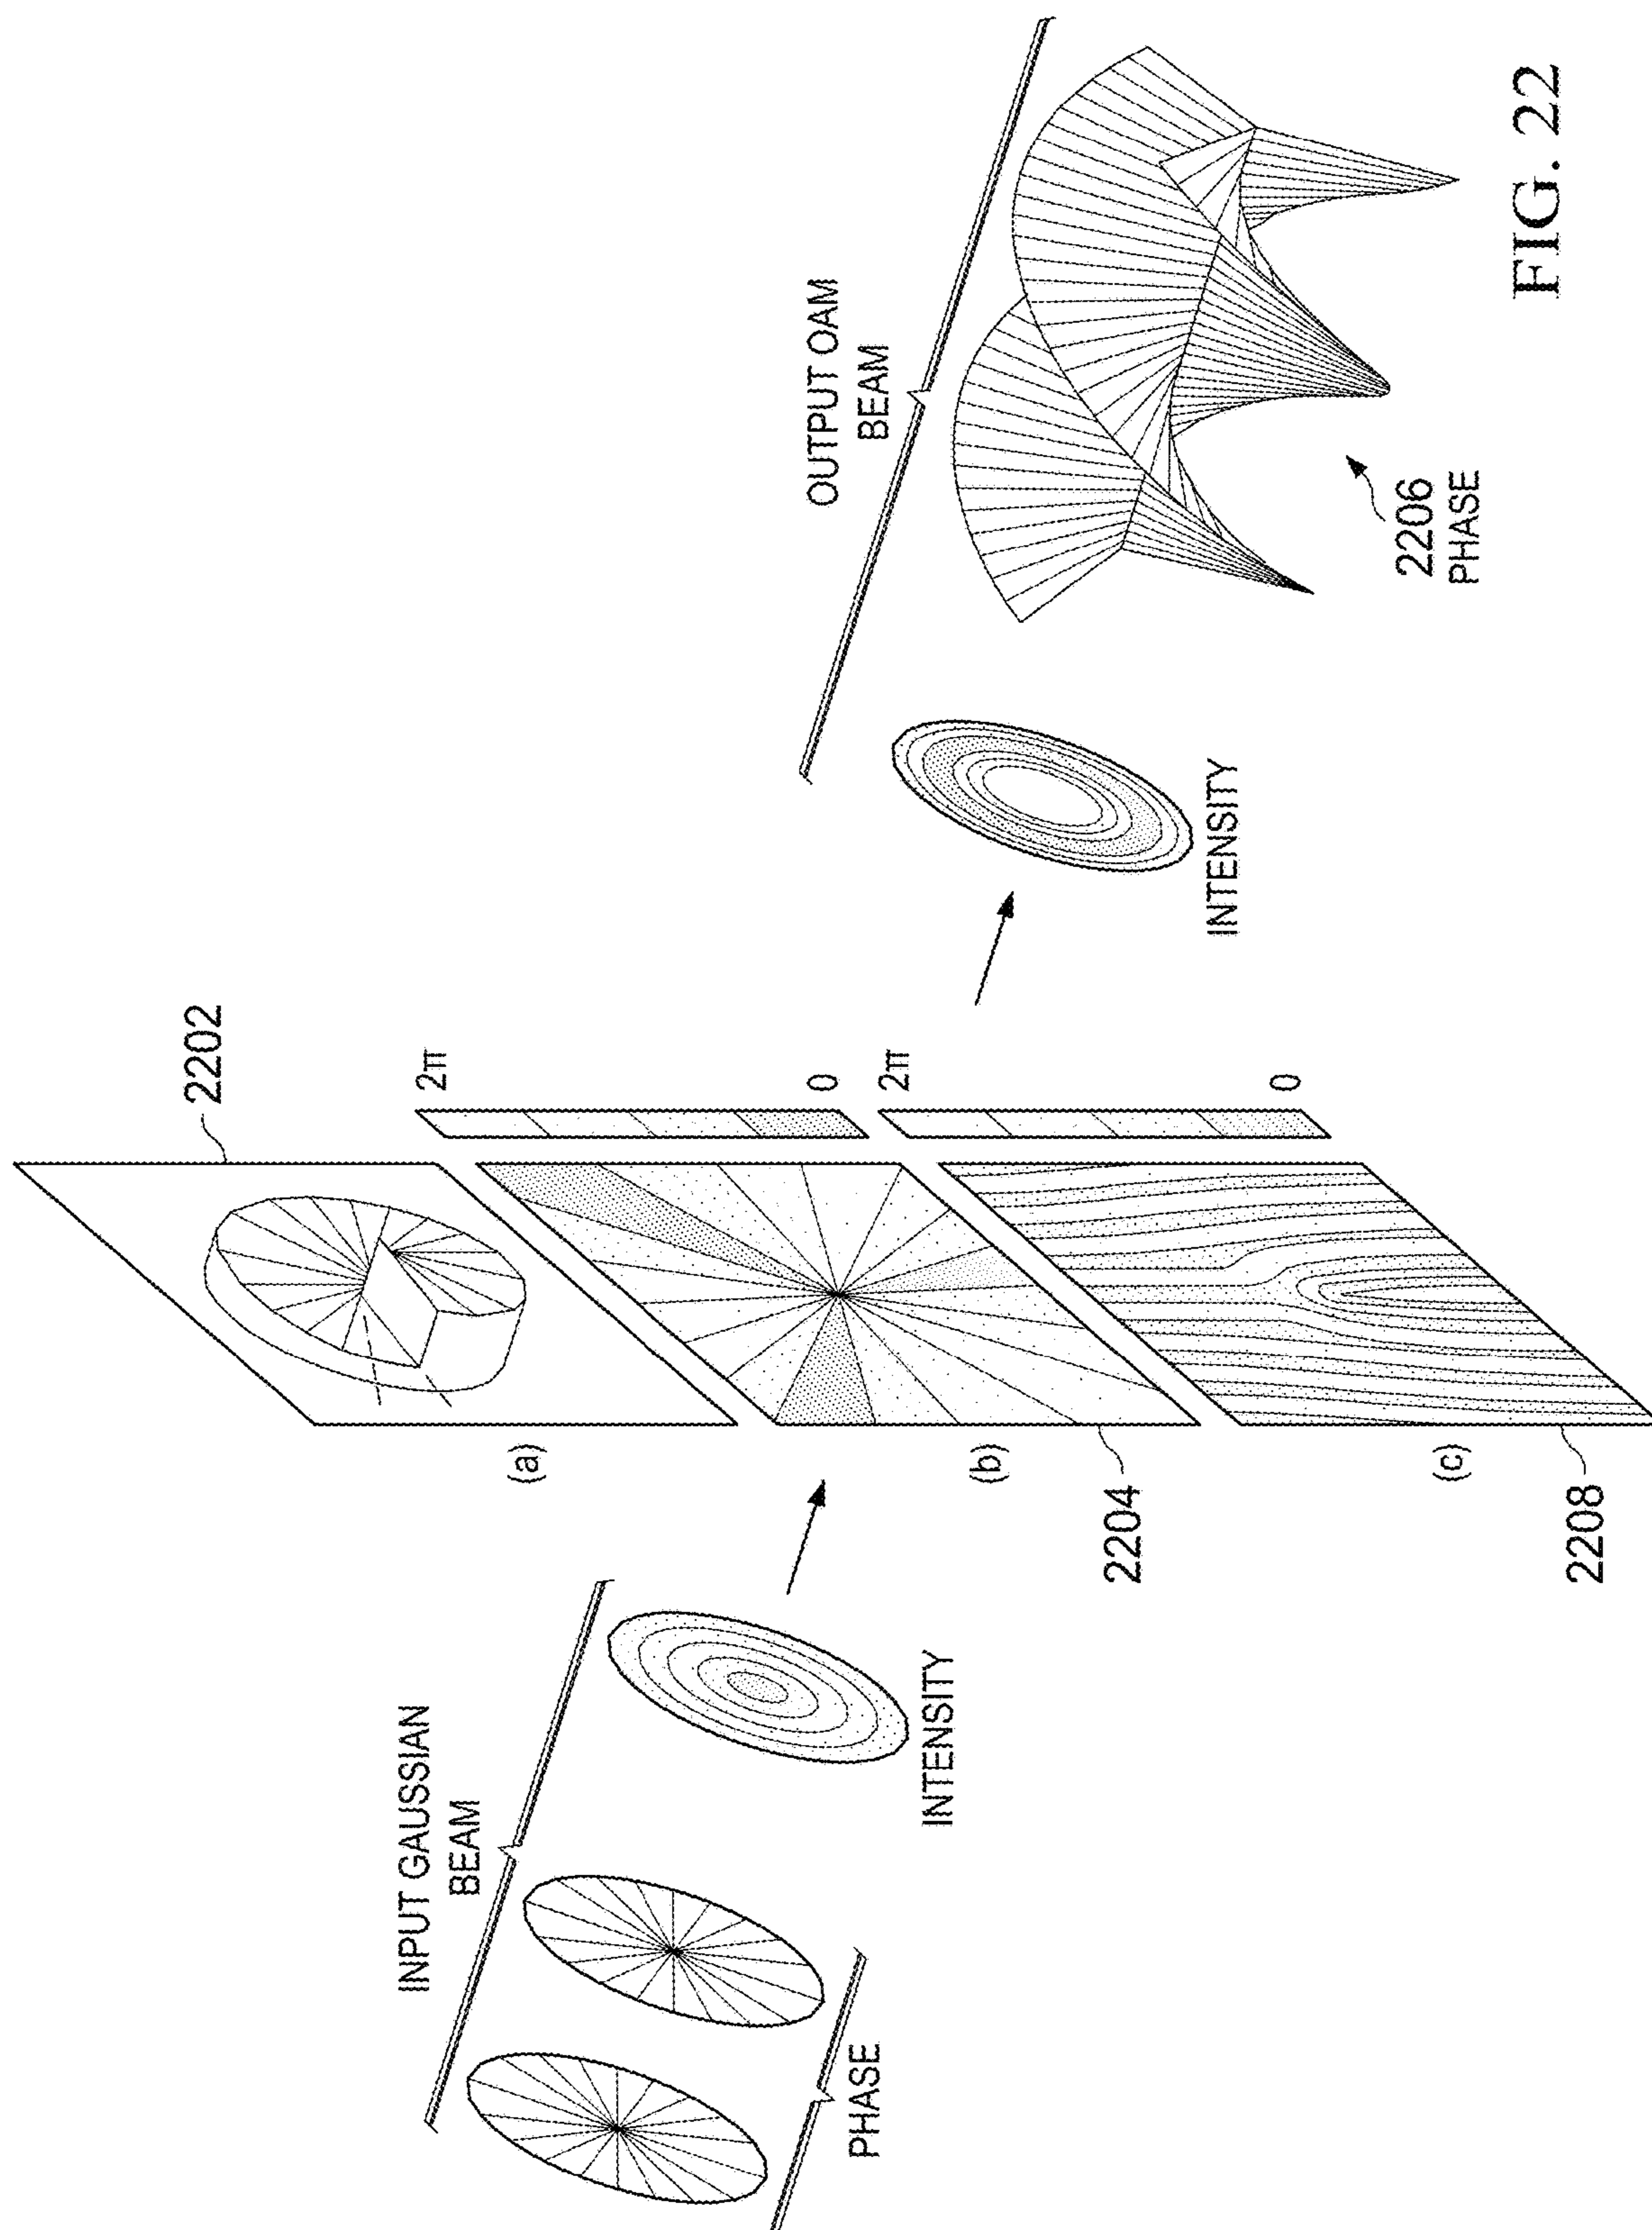 INPUT GAUSSIAN
BEAM
PHASE
INTENSITY
(a)
2202
2π
0
(b)
2204
2π
0
(c)
2208
OUTPUT OAM
BEAM
INTENSITY
2206
PHASE
FIG. 22